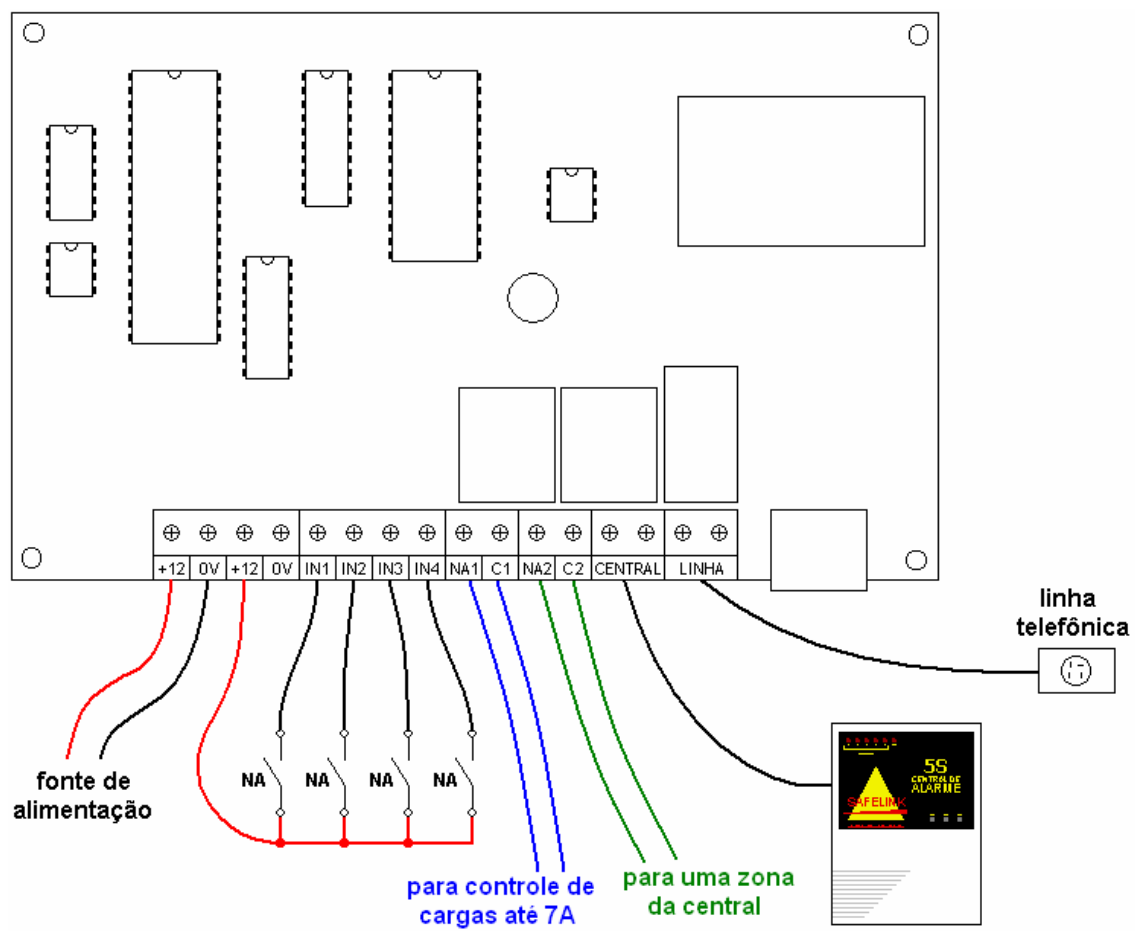 +12 0V +12 0V IN1 IN2 IN3 IN4 NA1 C1 NA2 C2 CENTRAL LINHA
linha
telefônica
NA NA NA NA
fonte de
alimentação
5S
CENTRAL DE
ALARME
SAFELINK
para controle de
cargas até 7A
para uma zona
da central